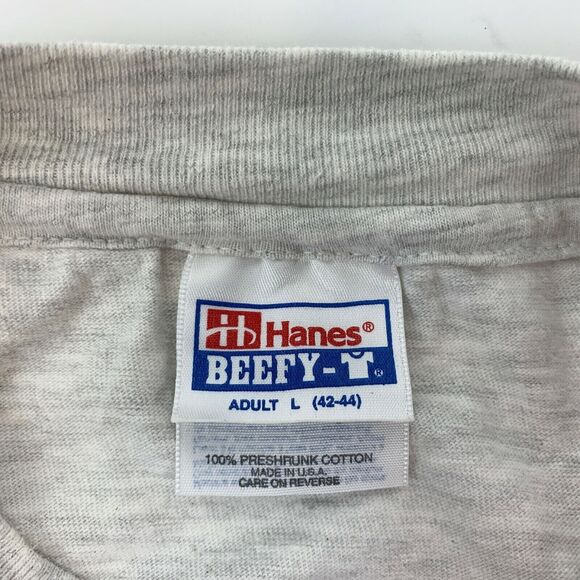 Hanes®
BEEFY-T®
ADULT L (42-44)
100% PRESHRUNK COTTON
MADE IN U.S.A.
CARE ON REVERSE